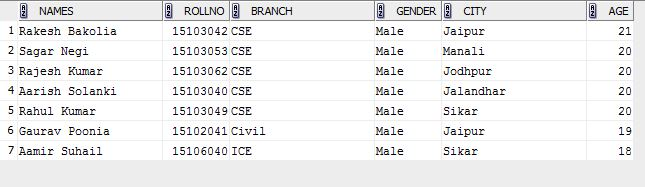 NAMES ROLLNO BRANCH GENDER CITY AGE
1 Rakesh Bakolia 15103042 CSE Male Jaipur 21
2 Sagar Negi 15103053 CSE Male Manali 20
3 Rajesh Kumar 15103062 CSE Male Jodhpur 20
4 Aarish Solanki 15103040 CSE Male Jalandhar 20
5 Rahul Kumar 15103049 CSE Male Sikar 20
6 Gaurav Poonia 15102041 Civil Male Jaipur 19
7 Aamir Suhail 15106040 ICE Male Sikar 18